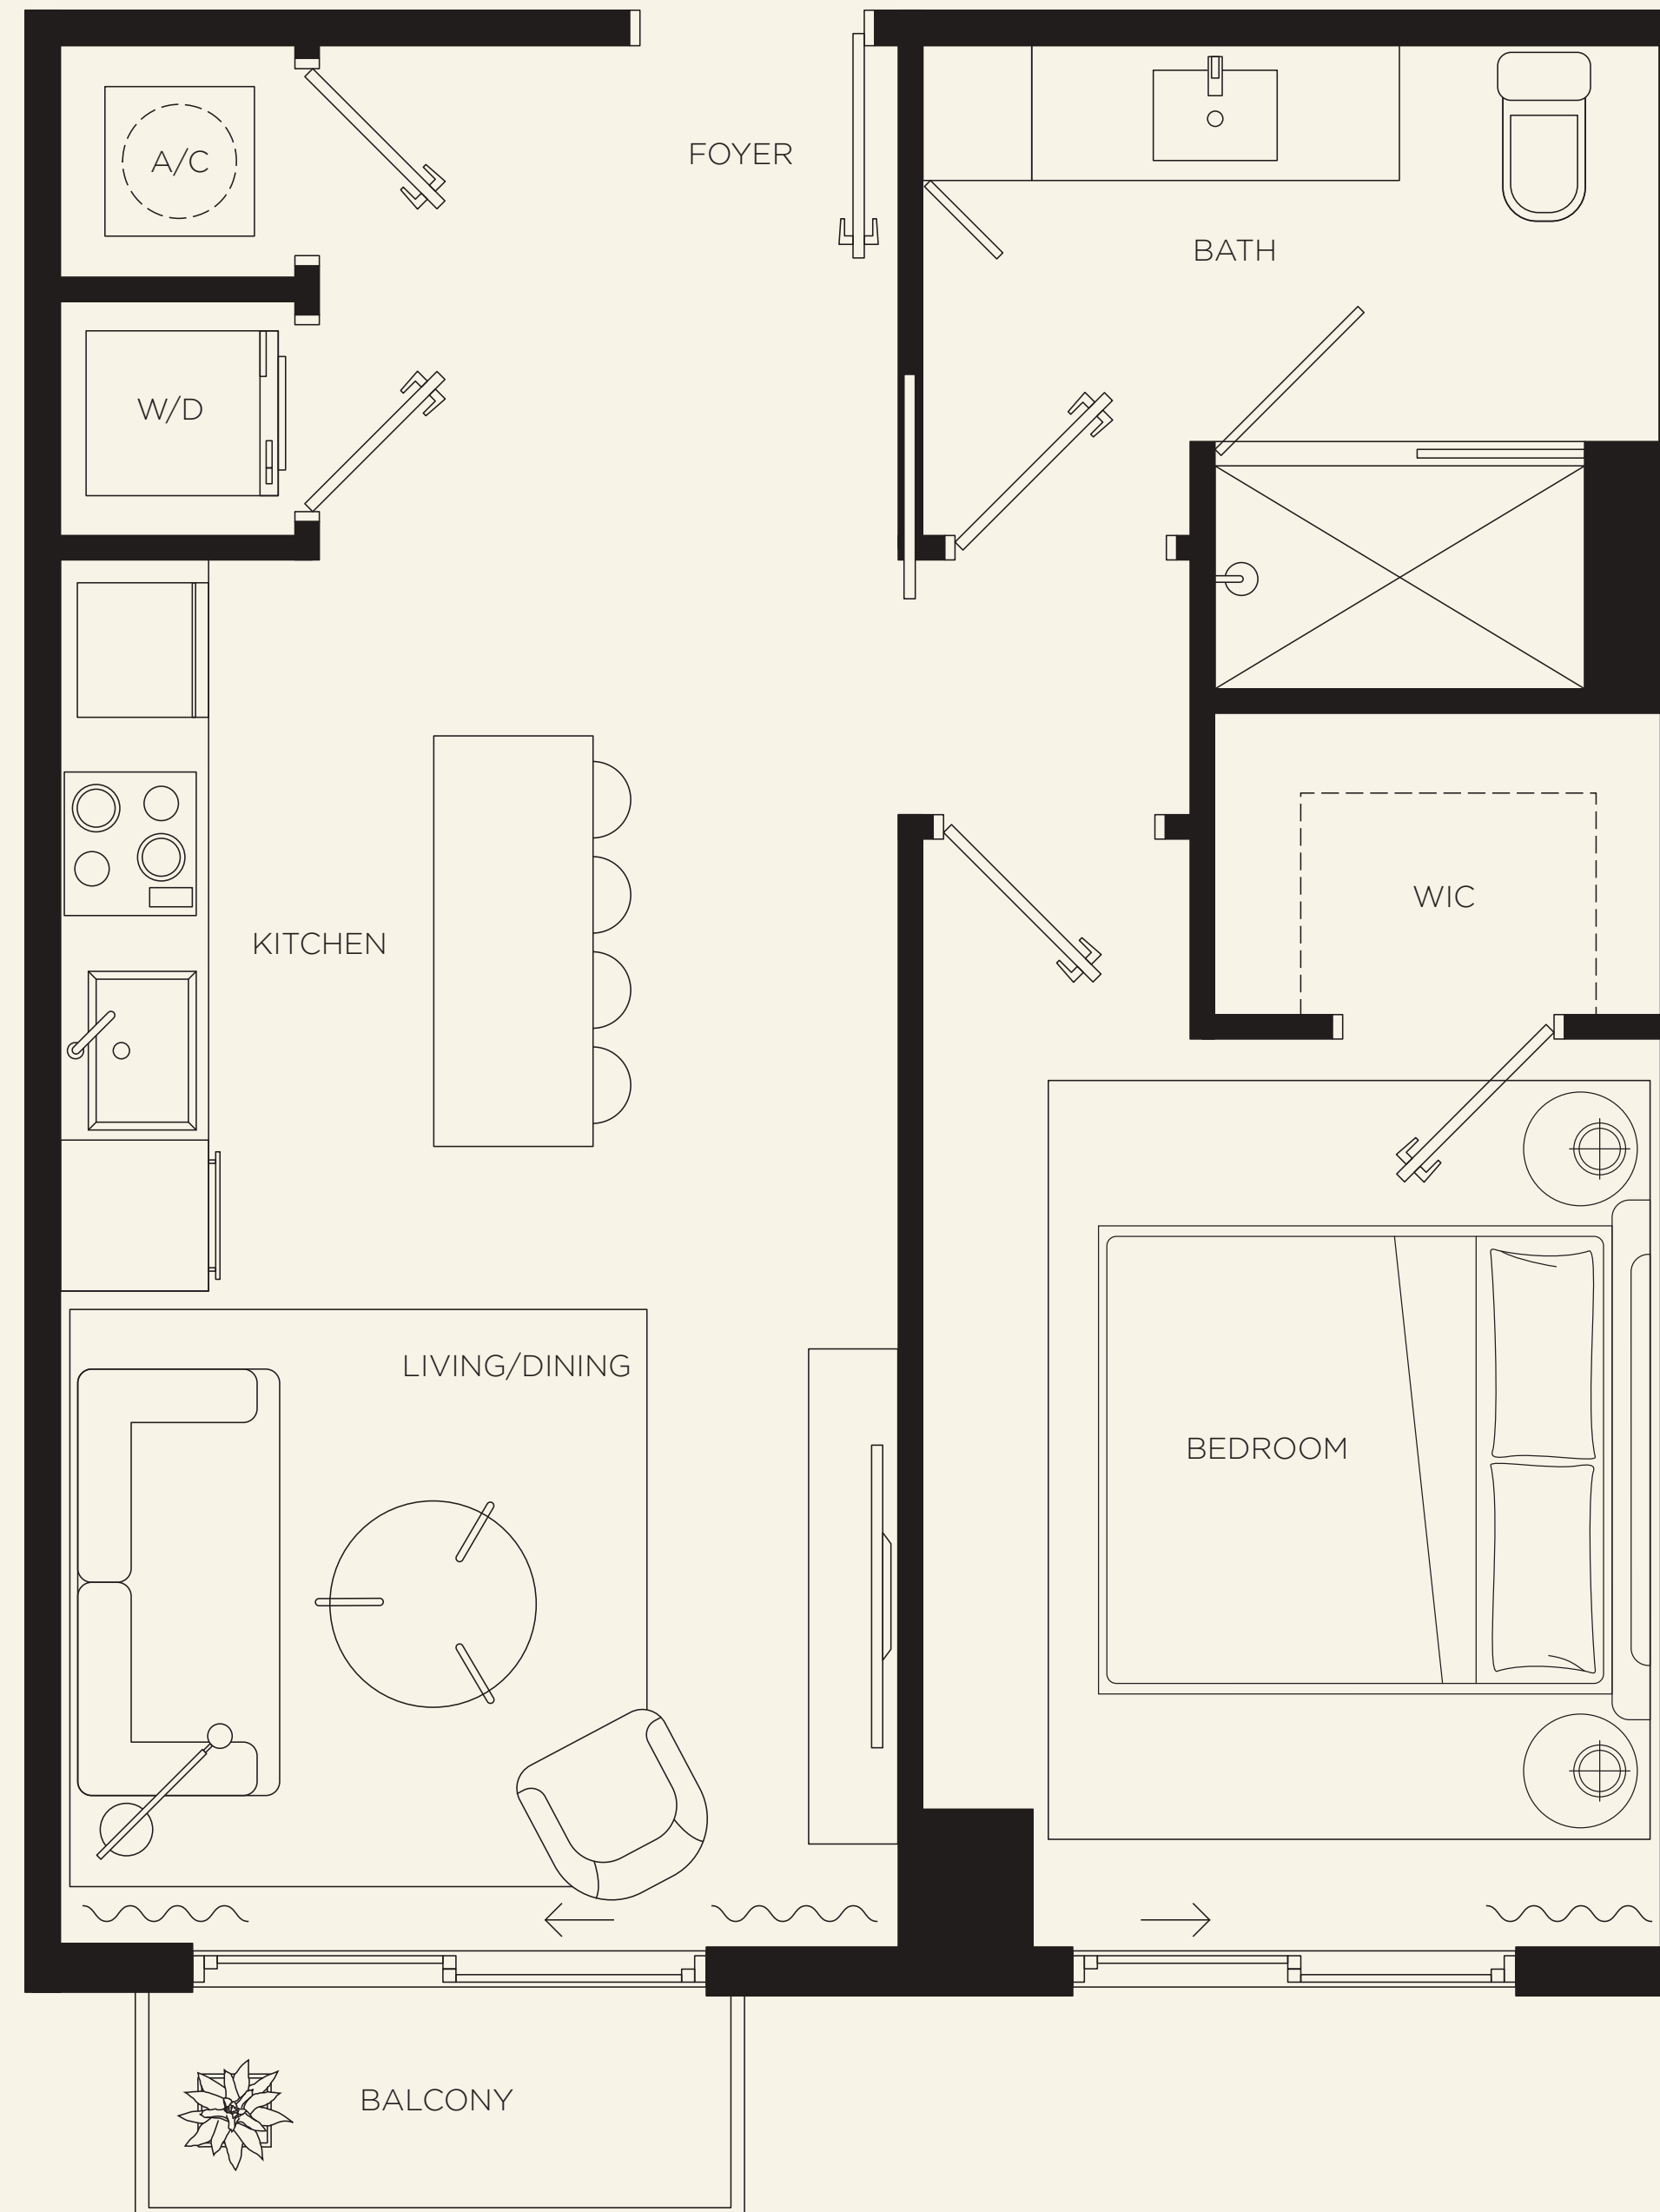 FOYER
A/C
BATH
W/D
WIC
KITCHEN
LIVING/DINING
BEDROOM
BALCONY